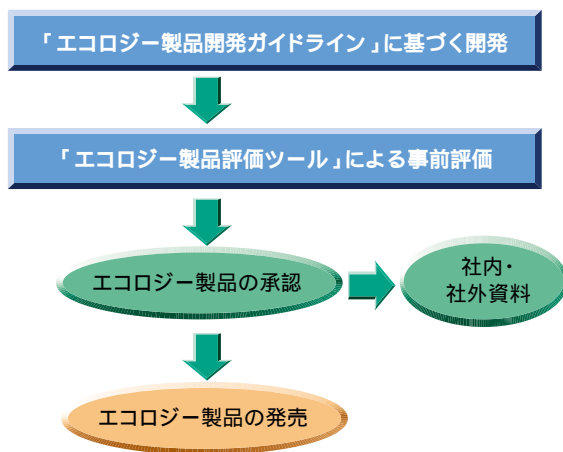 「エコロジー製品開発ガイドライン」に基づく開発
「エコロジー製品評価ツール」による事前評価
エコロジー製品の承認
社内・
社外資料
エコロジー製品の発売